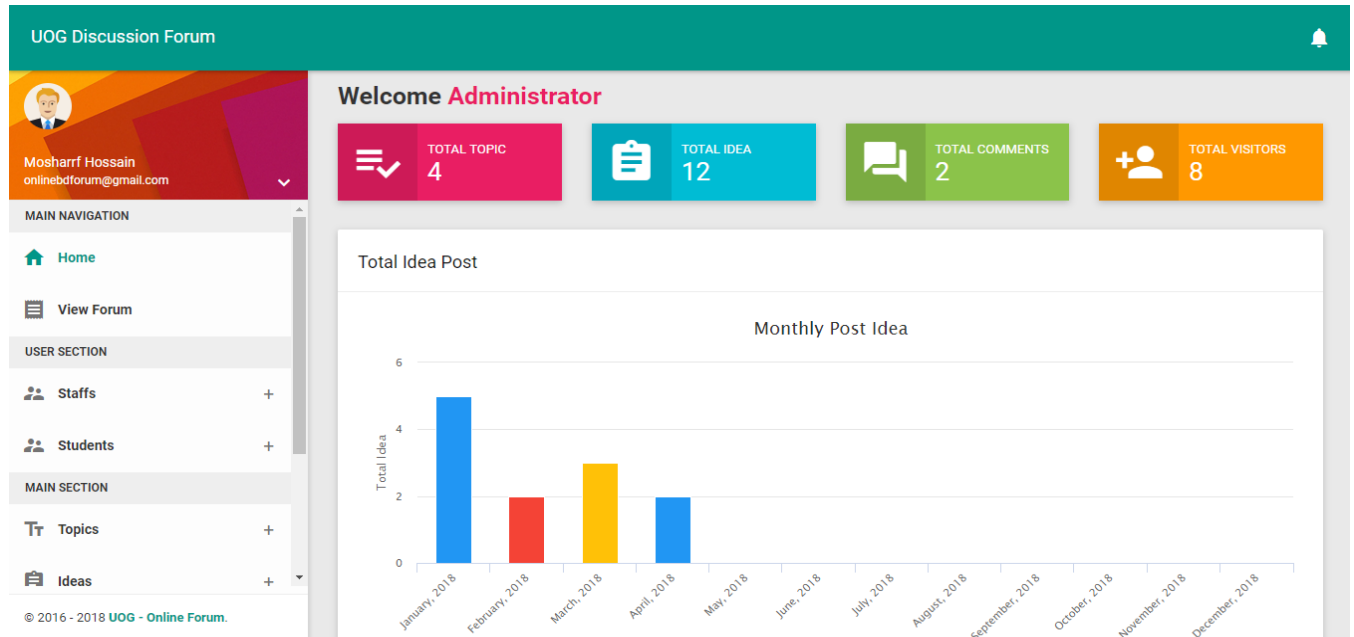 UOG Discussion Forum
Mosharrf Hossain
onlinebdforum@gmail.com
MAIN NAVIGATION
Home
View Forum
USER SECTION
Staffs +
Students +
MAIN SECTION
Topics +
Ideas +
© 2016 - 2018 UOG - Online Forum.
Welcome Administrator
TOTAL TOPIC
4
TOTAL IDEA
12
TOTAL COMMENTS
2
TOTAL VISITORS
8
Total Idea Post
Monthly Post Idea
Total Idea
6
4
2
0
January, 2018
February, 2018
March, 2018
April, 2018
May, 2018
June, 2018
July, 2018
August, 2018
September, 2018
October, 2018
November, 2018
December, 2018